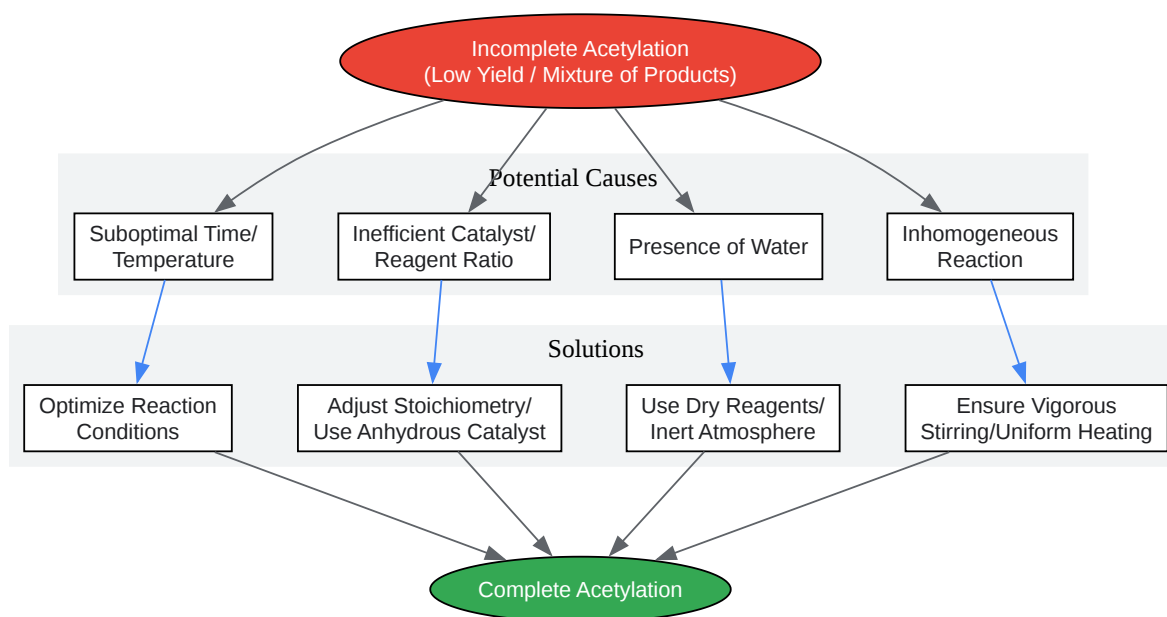 Incomplete Acetylation
(Low Yield / Mixture of Products)
Potential Causes
Suboptimal Time/
Temperature
Inefficient Catalyst/
Reagent Ratio
Presence of Water
Inhomogeneous
Reaction
Solutions
Optimize Reaction
Conditions
Adjust Stoichiometry/
Use Anhydrous Catalyst
Use Dry Reagents/
Inert Atmosphere
Ensure Vigorous
Stirring/Uniform Heating
Complete Acetylation